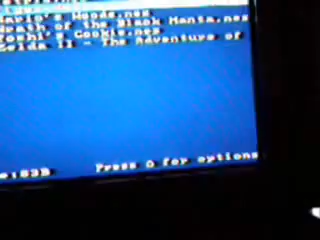 Wario's Woods.nes
Wrath of the Black Manta.nes
Yoshi's Cookie.nes
Zelda II - The Adventure of
Press A for options